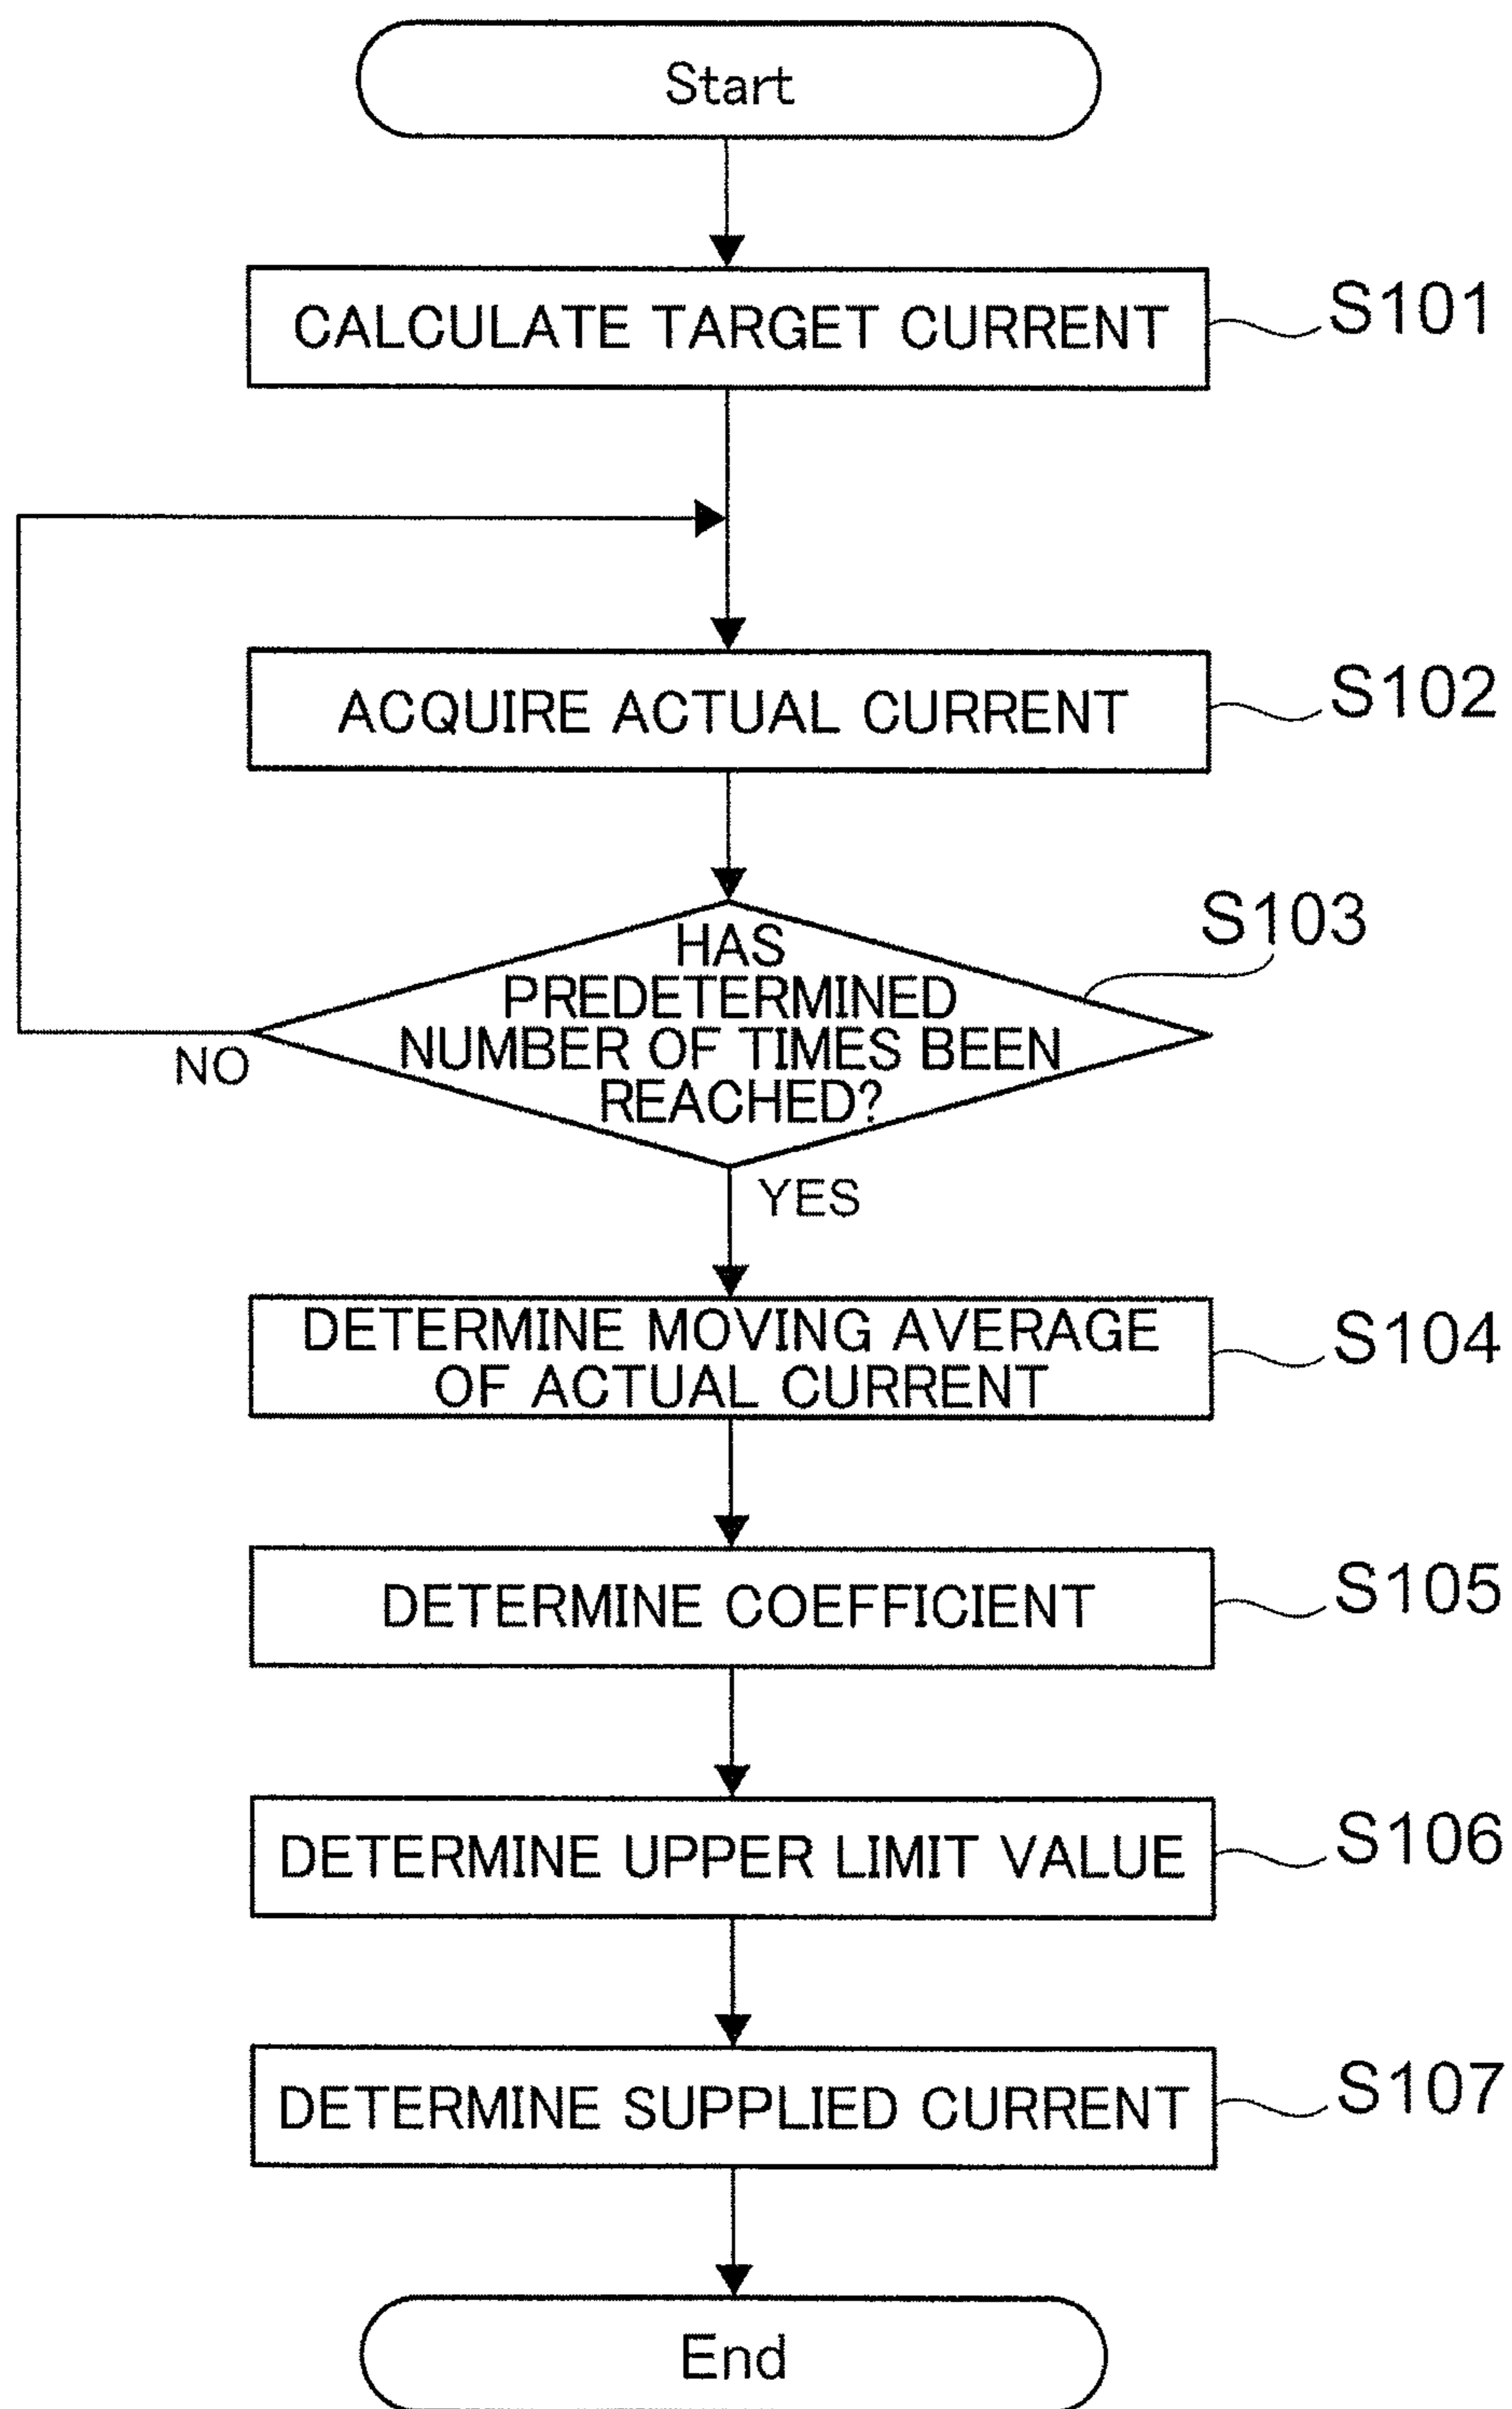 Start
CALCULATE TARGET CURRENT
S101
ACQUIRE ACTUAL CURRENT
S102
S103
HAS
PREDETERMINED
NUMBER OF TIMES BEEN
REACHED?
NO
YES
DETERMINE MOVING AVERAGE
OF ACTUAL CURRENT
S104
DETERMINE COEFFICIENT
S105
DETERMINE UPPER LIMIT VALUE
S106
DETERMINE SUPPLIED CURRENT
S107
End